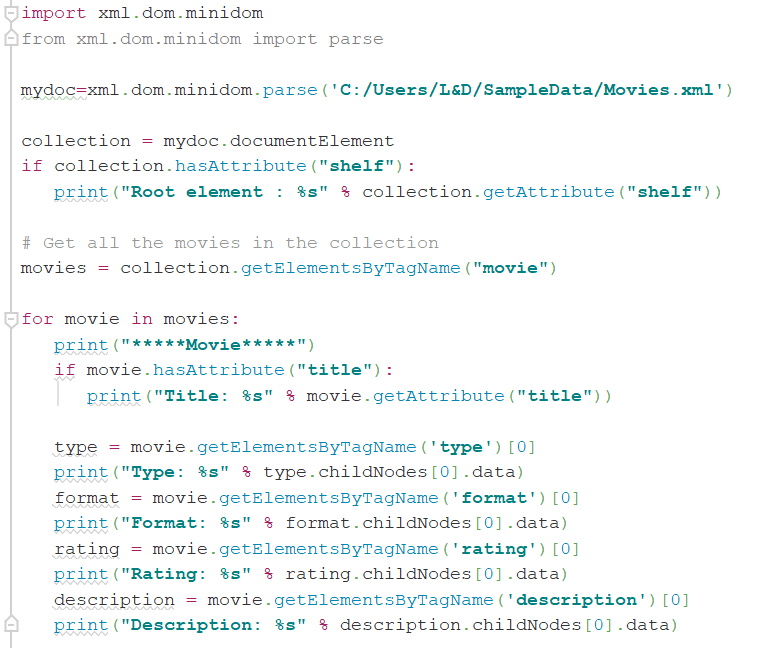 import xml.dom.minidom
from xml.dom.minidom import parse
mydoc=xml.dom.minidom.parse('C:/Users/L&D/SampleData/Movies.xml')
collection = mydoc.documentElement
if collection.hasAttribute("shelf"):
   print("Root element : %s" % collection.getAttribute("shelf"))
# Get all the movies in the collection
movies = collection.getElementsByTagName("movie")
for movie in movies:
   print("*****Movie*****")
   if movie.hasAttribute("title"):
      print("Title: %s" % movie.getAttribute("title"))
   type = movie.getElementsByTagName('type')[0]
   print("Type: %s" % type.childNodes[0].data)
   format = movie.getElementsByTagName('format')[0]
   print("Format: %s" % format.childNodes[0].data)
   rating = movie.getElementsByTagName('rating')[0]
   print("Rating: %s" % rating.childNodes[0].data)
   description = movie.getElementsByTagName('description')[0]
   print("Description: %s" % description.childNodes[0].data)